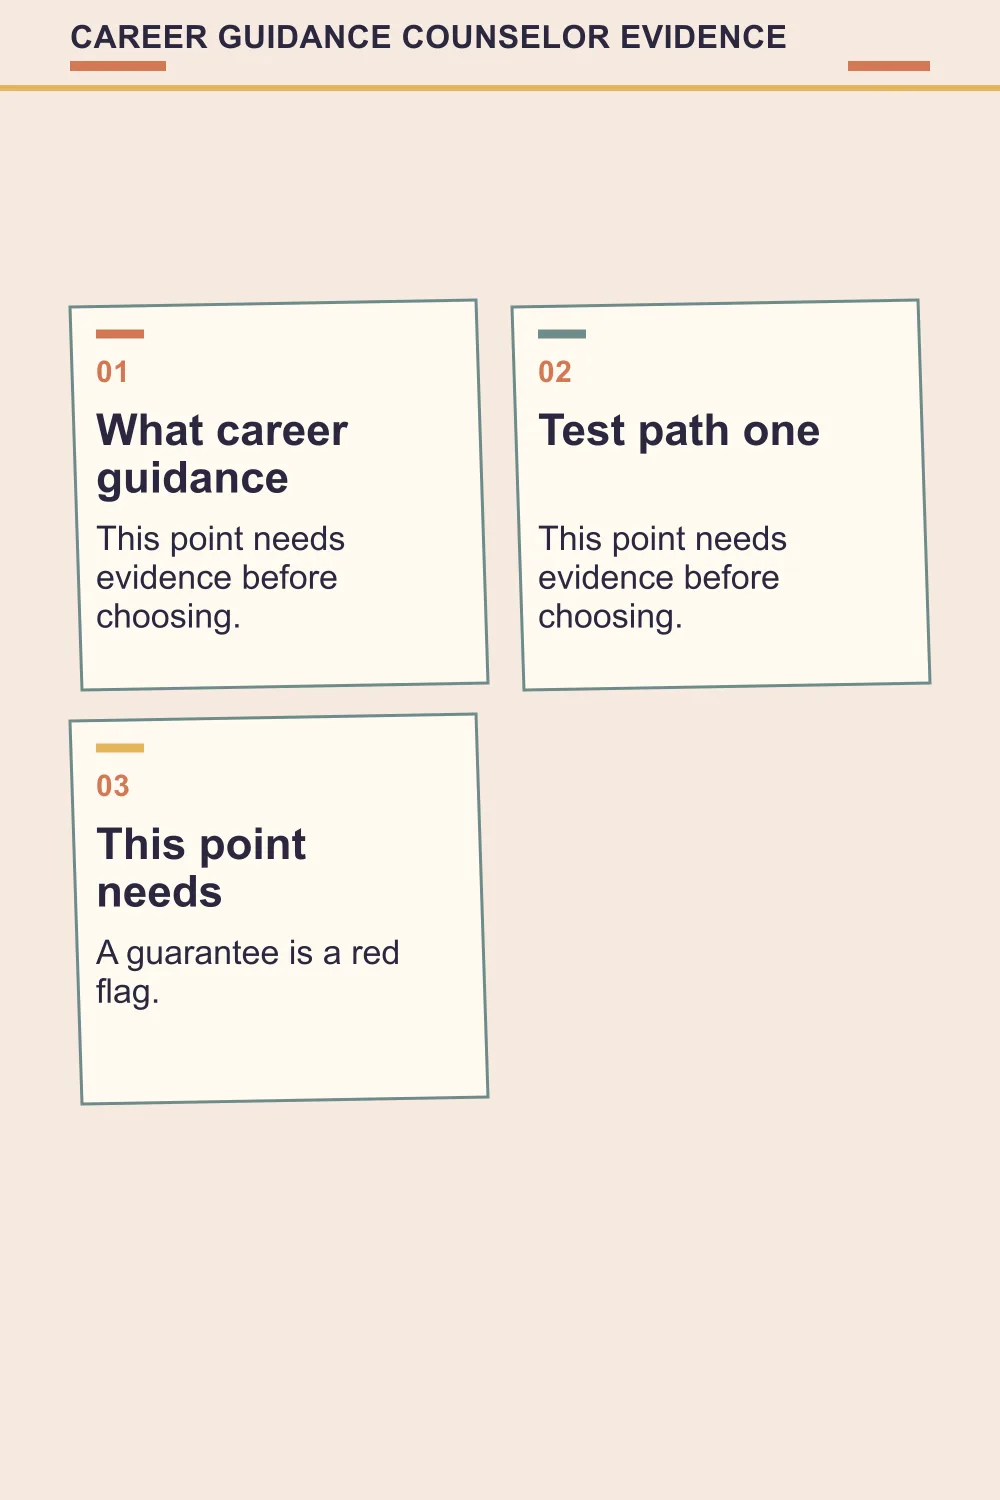 CAREER GUIDANCE COUNSELOR EVIDENCE
01
What career
guidance
This point needs
evidence before
choosing.
02
Test path one
This point needs
evidence before
choosing.
03
This point
needs
A guarantee is a red
flag.